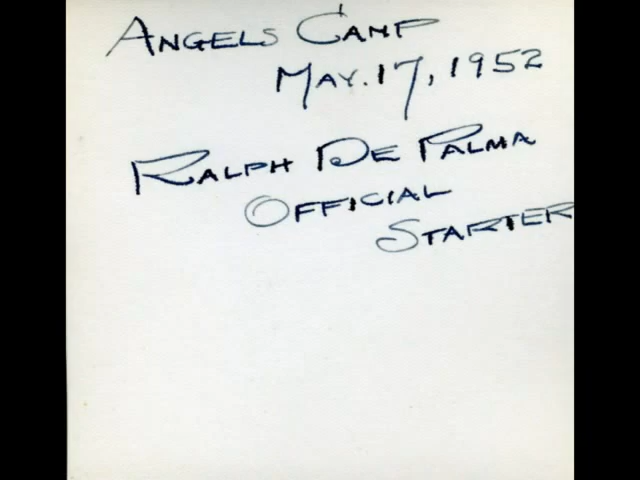 ANGELS CAMP
MAY. 17, 1952
RALPH DE PALMA
OFFICIAL
STARTER